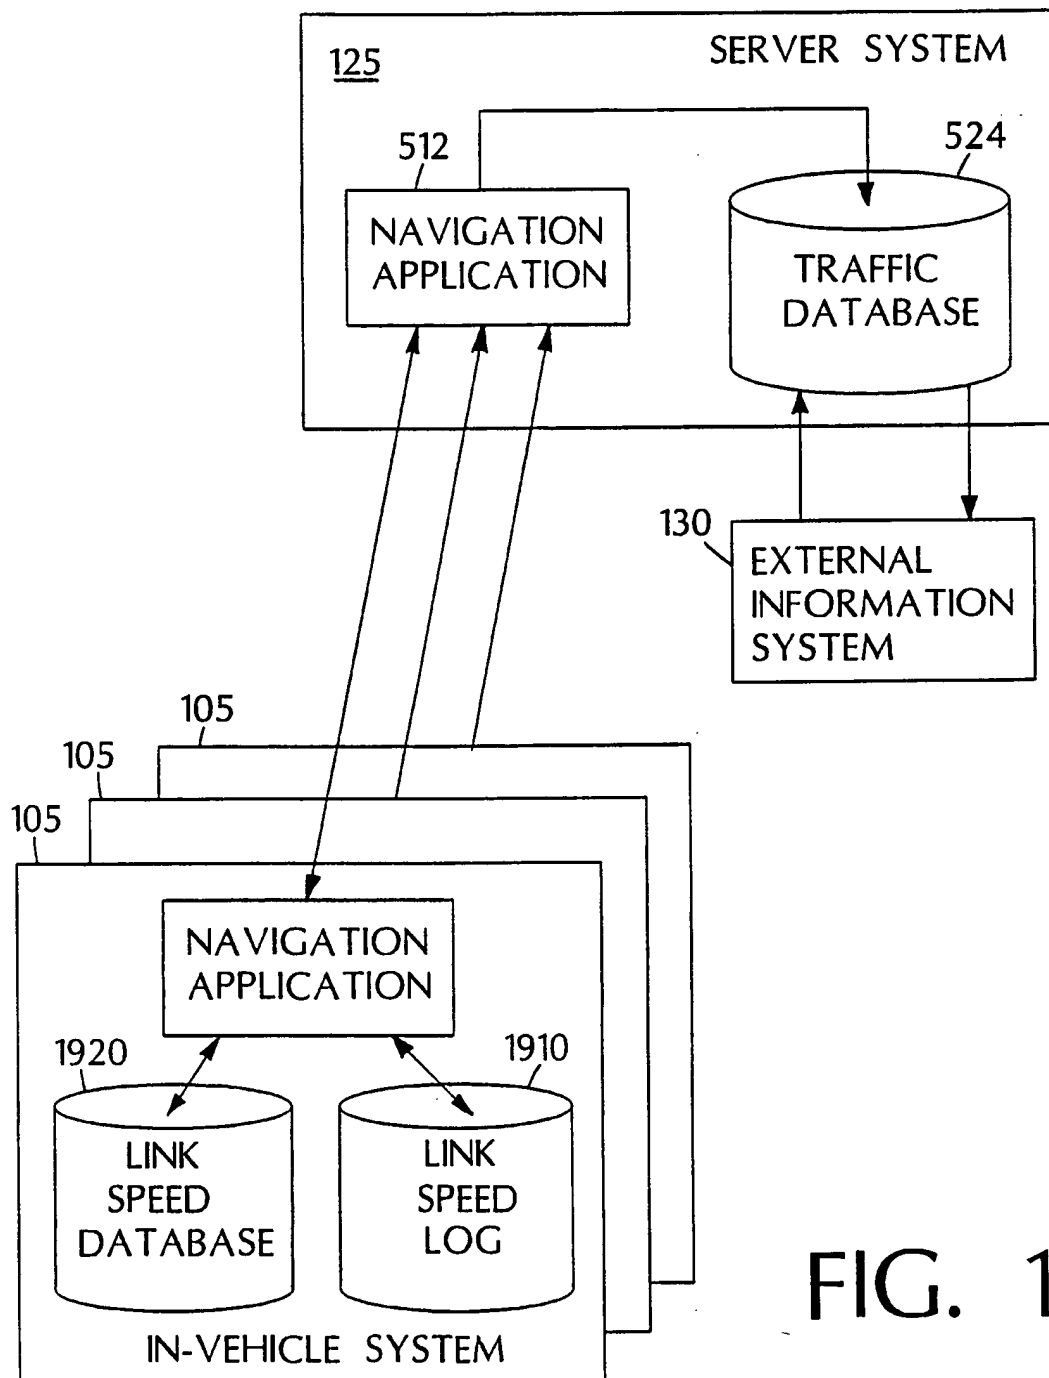 125
SERVER SYSTEM
512
524
NAVIGATION
APPLICATION
TRAFFIC
DATABASE
130
EXTERNAL
INFORMATION
SYSTEM
105
105
105
NAVIGATION
APPLICATION
1920
1910
LINK
SPEED
DATABASE
LINK
SPEED
LOG
IN-VEHICLE SYSTEM
FIG. 1